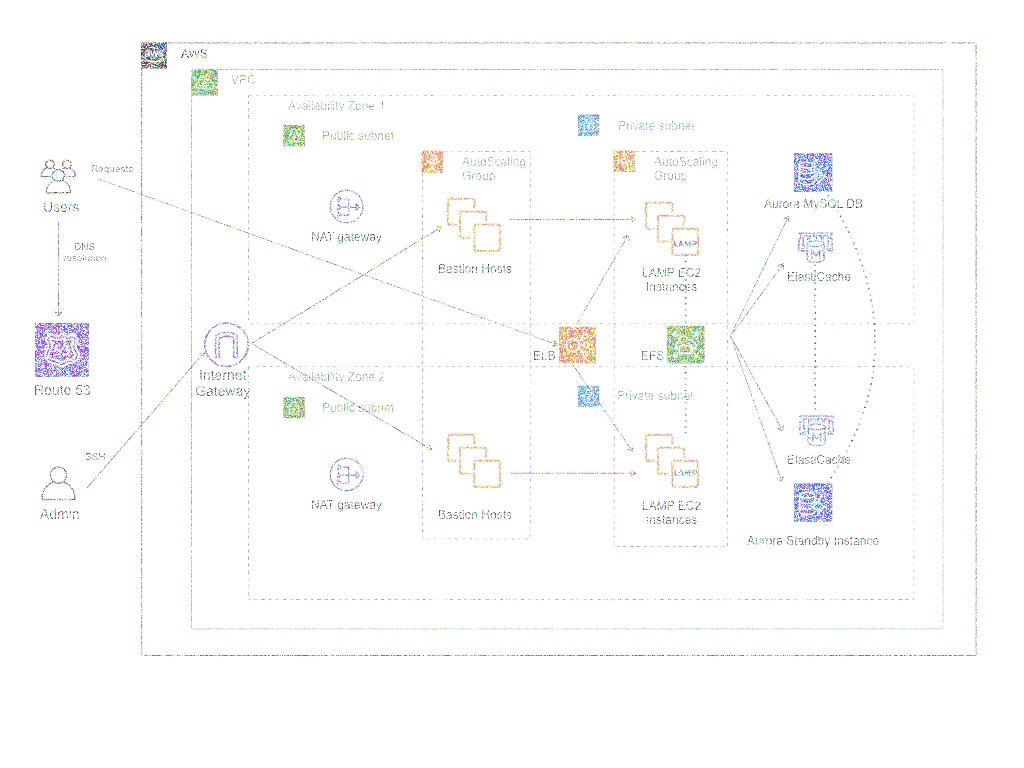 AWS
VPC
Availability Zone 1
Public subnet
Private subnet
Requests
Users
DNS
resolution
Route 53
SSH
Admin
Internet
Gateway
NAT gateway
AutoScaling
Group
Bastion Hosts
AutoScaling
Group
LAMP
LAMP EC2
Instances
Aurora MySQL DB
ElastiCache
ELB
EFS
Availability Zone 2
Public subnet
Private subnet
NAT gateway
Bastion Hosts
LAMP
LAMP EC2
Instances
ElastiCache
Aurora Standby Instance